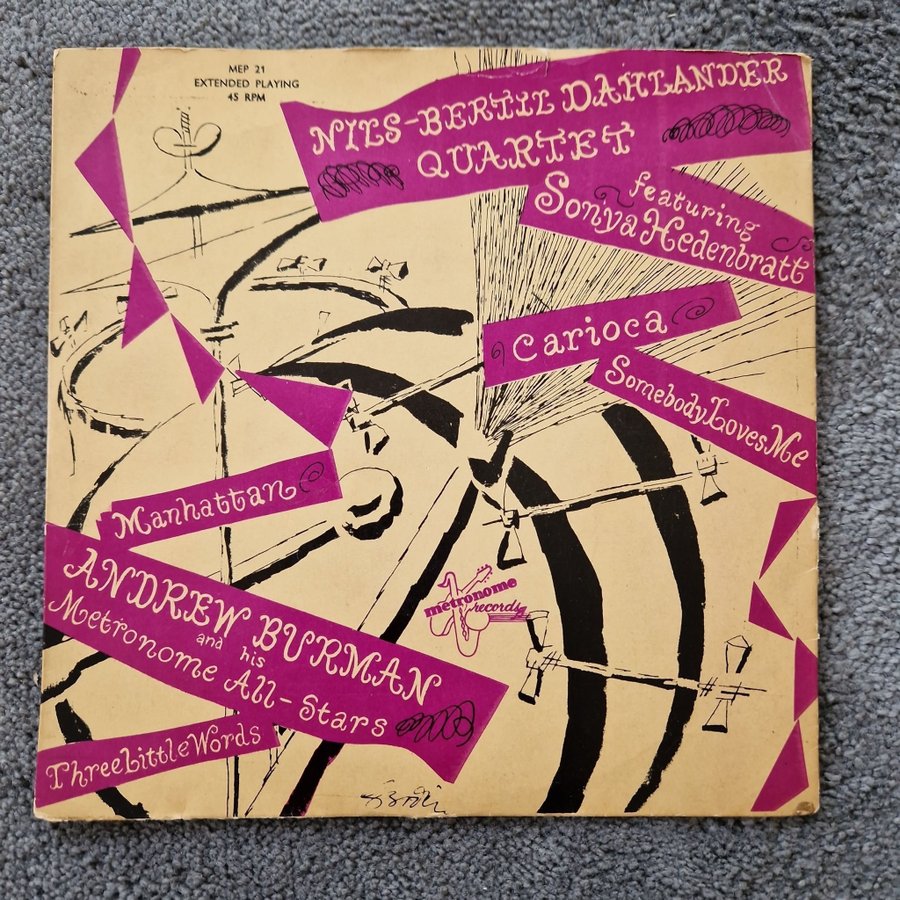 MEP 21
EXTENDED PLAYING
45 RPM
NILS-BERTIL DAHLANDER
QUARTET
featuring
Sonya Hedenbratt
Carioca
Somebody Loves Me
Manhattan
ANDREW BURMAN
and his
Metronome All-Stars
Three Little Words
metronome
records